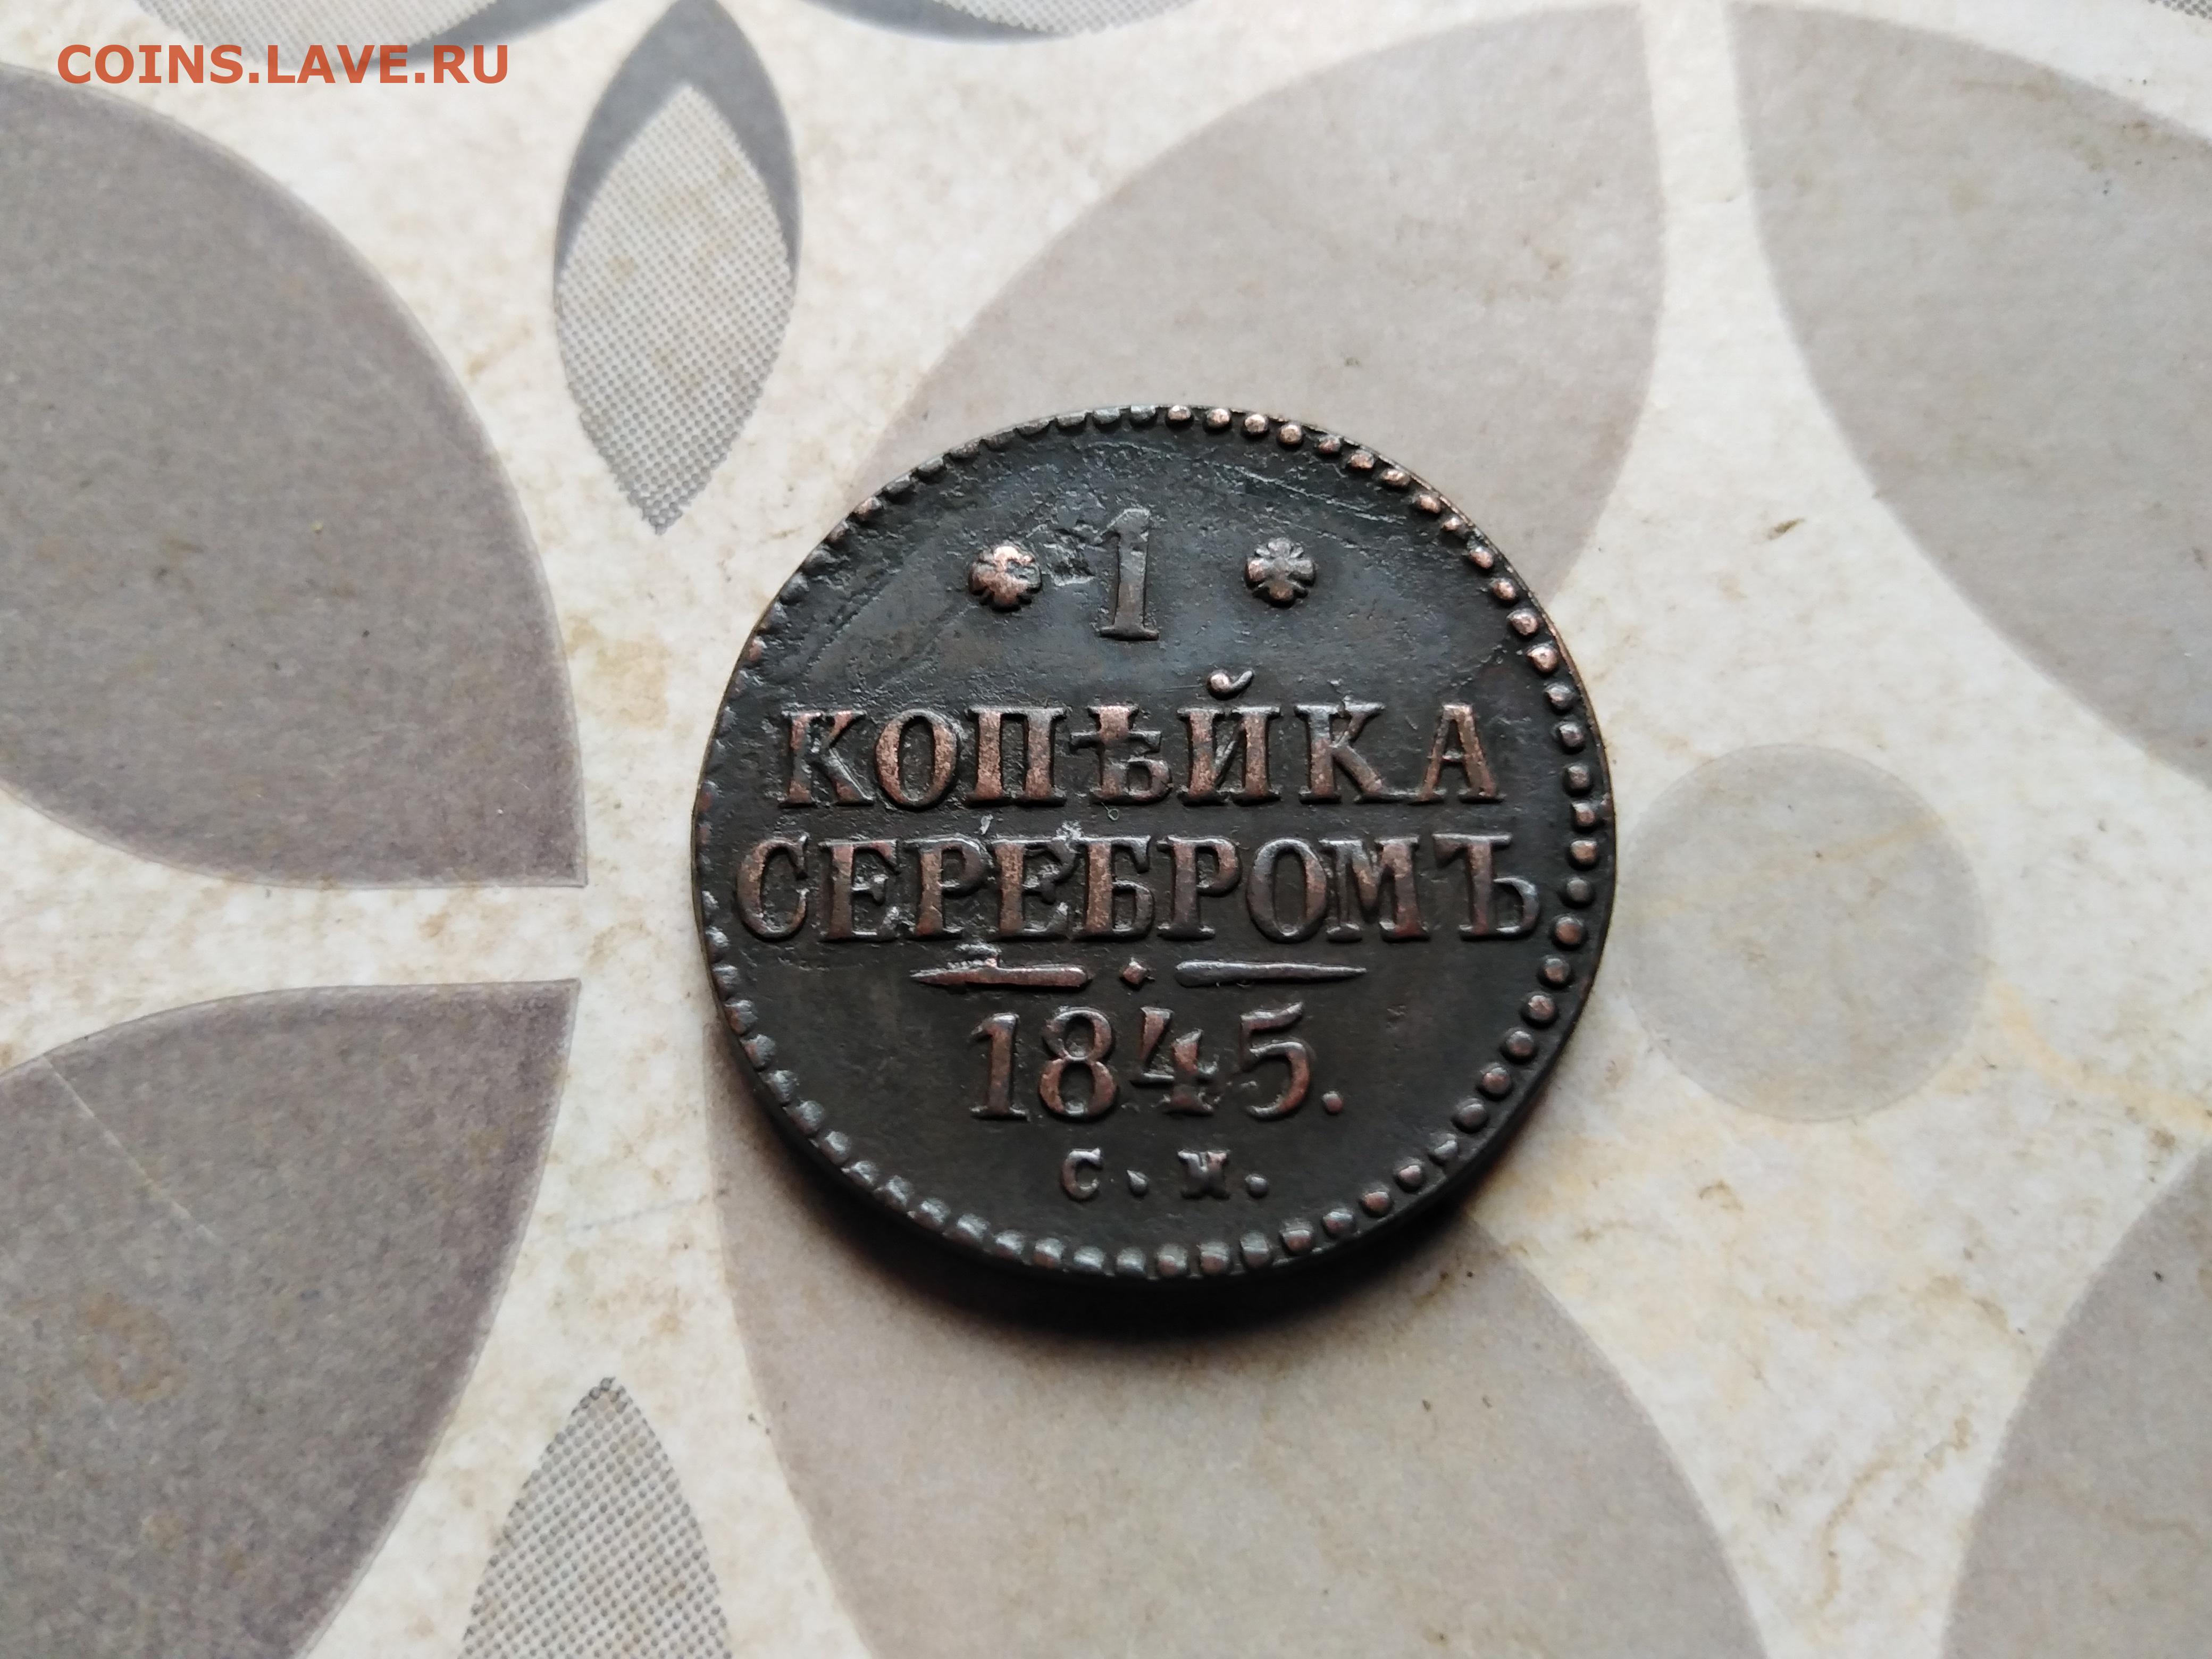 COINS.LAVE.RU
1
КОПѢЙКА
СЕРЕБРОМЪ
1845.
С. М.